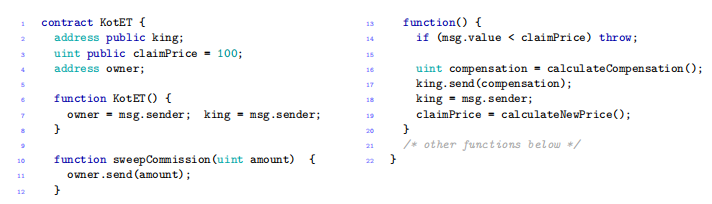 1 contract KotET {
2 address public king;
3 uint public claimPrice = 100;
4 address owner;
5
6 function KotET() {
7 owner = msg.sender; king = msg.sender;
8 }
9
10 function sweepCommission(uint amount) {
11 owner.send(amount);
12 }
13 function() {
14 if (msg.value < claimPrice) throw;
15
16 uint compensation = calculateCompensation();
17 king.send(compensation);
18 king = msg.sender;
19 claimPrice = calculateNewPrice();
20 }
21 /* other functions below */
22 }